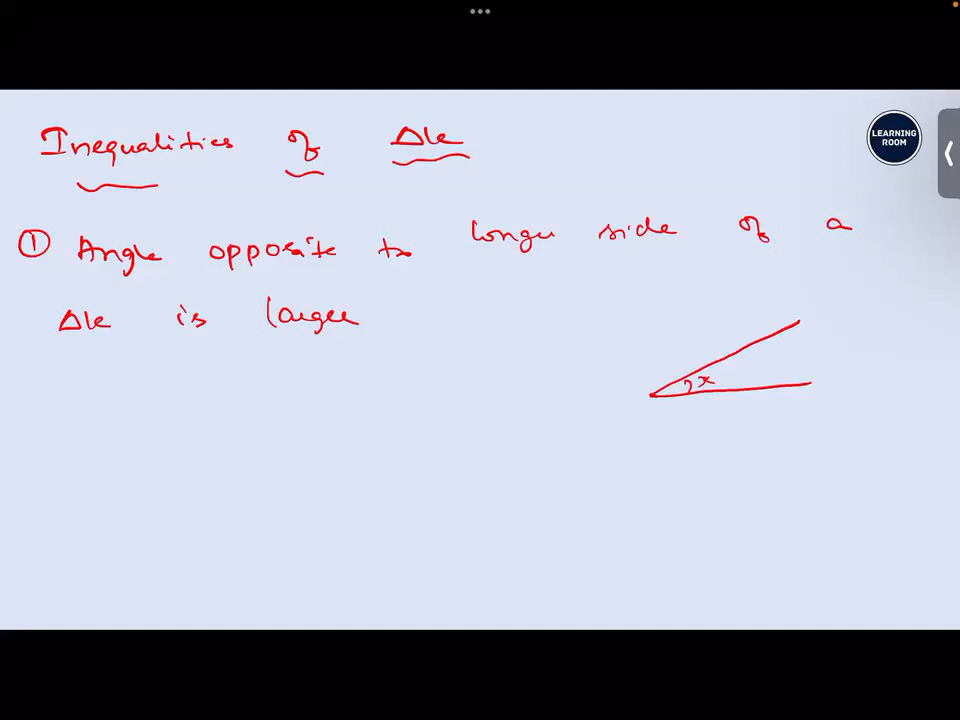 Inequalities of Δle
LEARNING
ROOM
① Angle opposite to longer side of a
Δle is larger
x